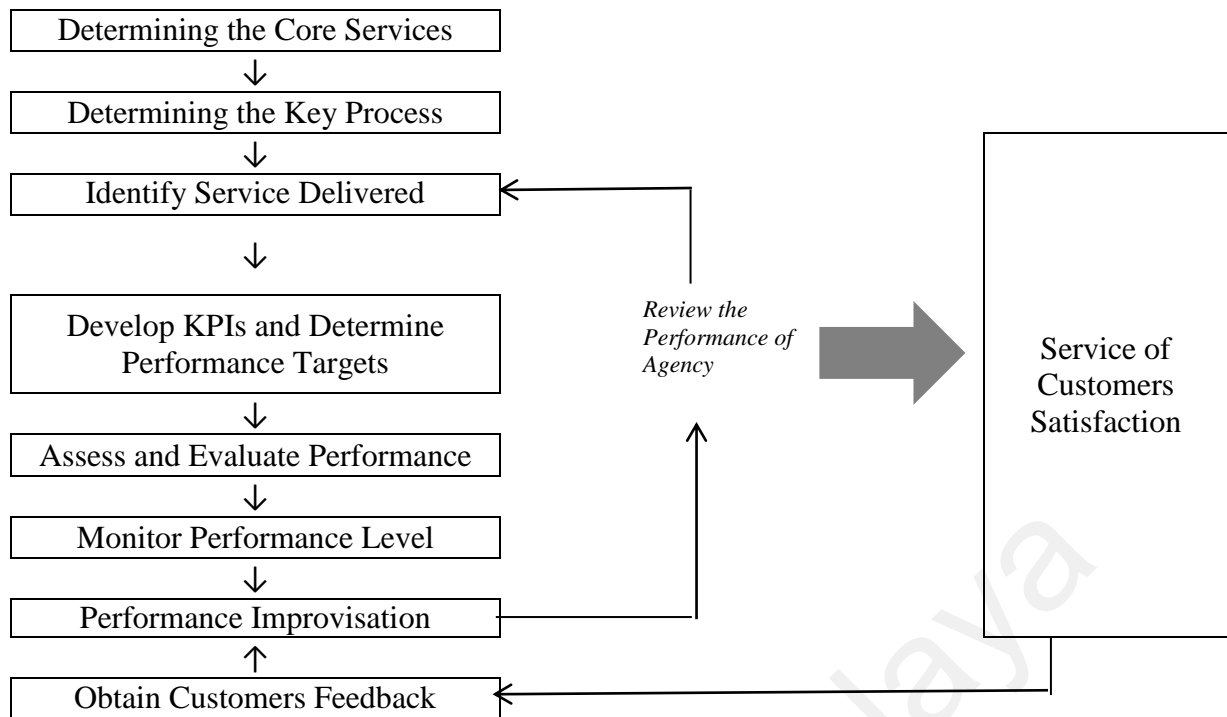 Determining the Core Services
Determining the Key Process
Identify Service Delivered
Develop KPIs and Determine
Performance Targets
Assess and Evaluate Performance
Monitor Performance Level
Performance Improvisation
Obtain Customers Feedback
Review the
Performance of
Agency
Service of
Customers
Satisfaction
laya